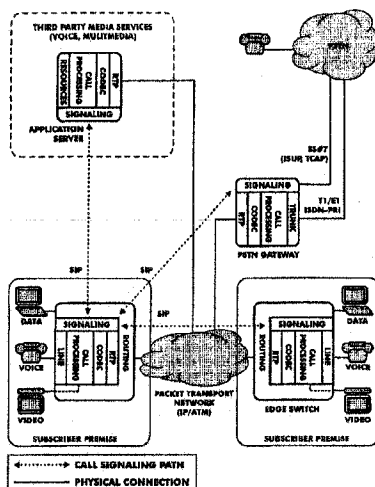 THIRD PARTY MEDIA SERVICES
(VOICE, MULITMEDIA)
RESOURCES
PROCESSING
CALL
CODEC
RTP
SIGNALING
APPLICATION
SERVER
PSTN
SS#7
(ISUP, TCAP)
T1/E1
ISDN-PRI
SIGNALING
RTP
CODEC
PROCESSING
CALL
TRUNK
PSTN GATEWAY
SIP
SIP
SIP
DATA
VOICE
VIDEO
SIGNALING
LINE
PROCESSING
CALL
CODEC
RTP
ROUTING
SUBSCRIBER PREMISE
PACKET TRANSPORT
NETWORK
(IP/ATM)
ROUTING
SIGNALING
RTP
CODEC
PROCESSING
CALL
LINE
EDGE SWITCH
DATA
VOICE
VIDEO
SUBSCRIBER PREMISE
CALL SIGNALING PATH
PHYSICAL CONNECTION